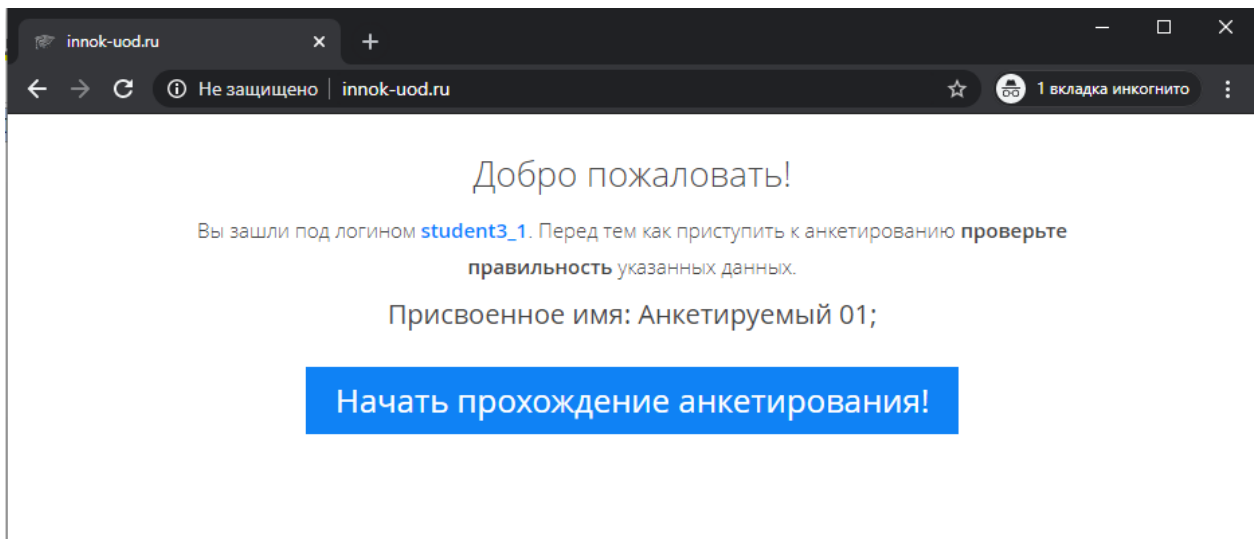 innok-uod.ru
Не защищено innok-uod.ru 1 вкладка инкогнито
Добро пожаловать!
Вы зашли под логином student3_1. Перед тем как приступить к анкетированию проверьте
правильность указанных данных.
Присвоенное имя: Анкетируемый 01;
Начать прохождение анкетирования!